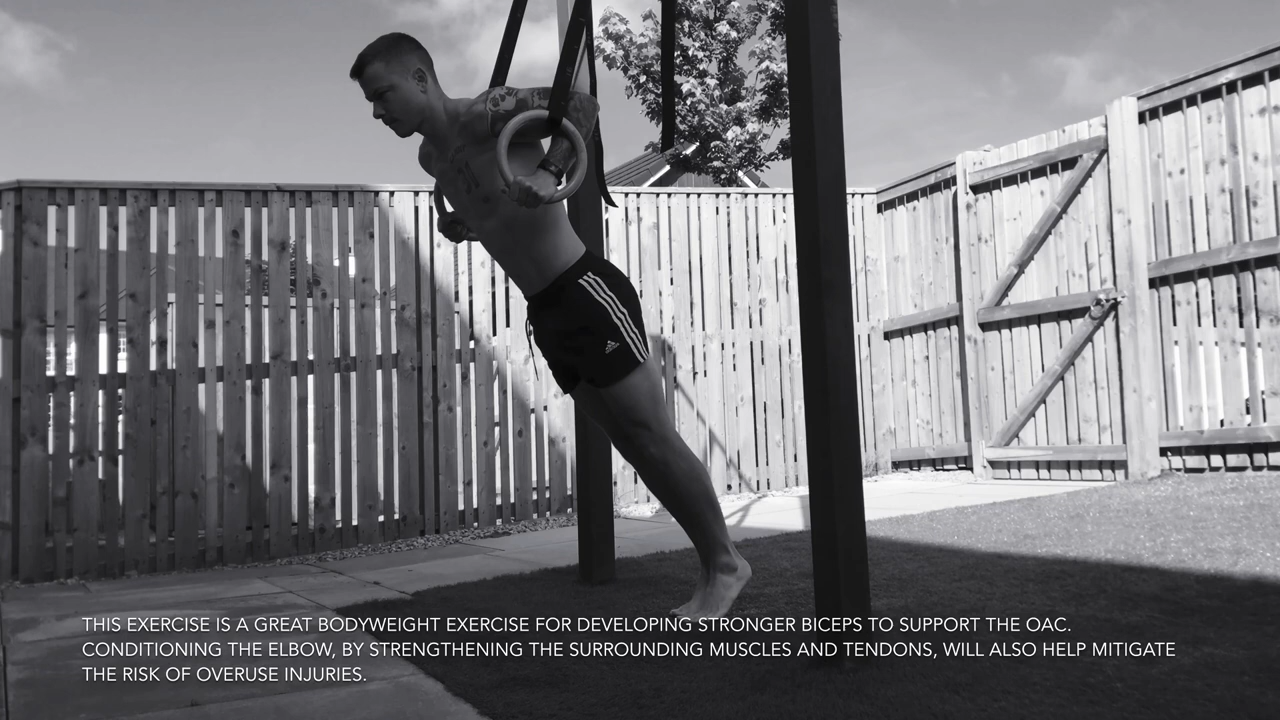 THIS EXERCISE IS A GREAT BODYWEIGHT EXERCISE FOR DEVELOPING STRONGER BICEPS TO SUPPORT THE OAC.
CONDITIONING THE ELBOW, BY STRENGTHENING THE SURROUNDING MUSCLES AND TENDONS, WILL ALSO HELP MITIGATE
THE RISK OF OVERUSE INJURIES.